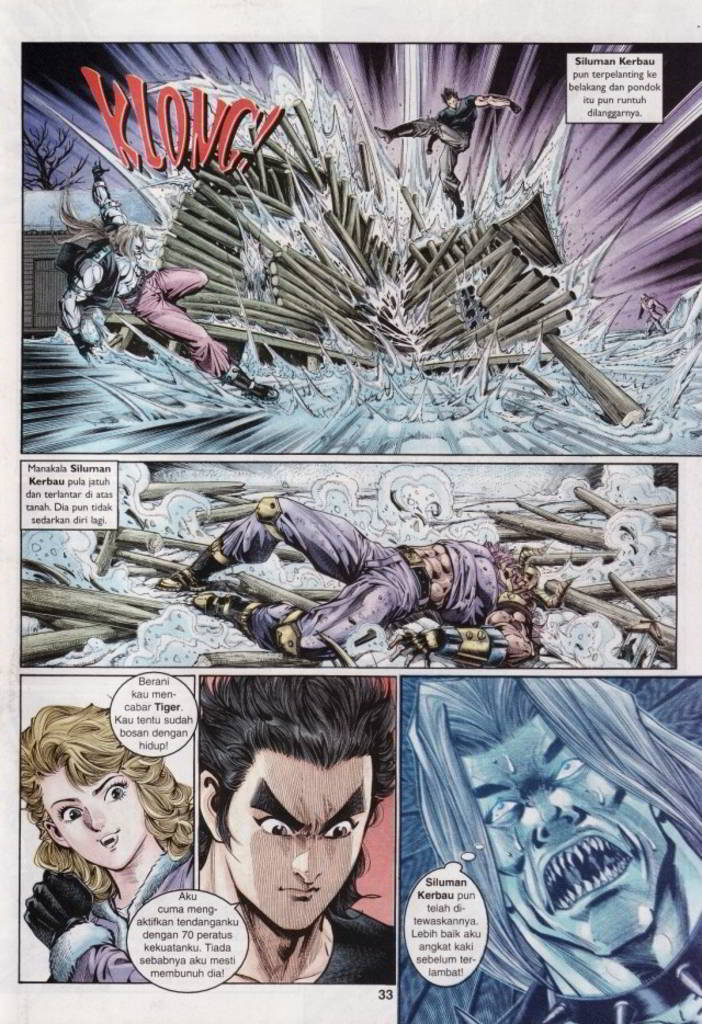 KLONG!
Siluman Kerbau
pun terpelanting ke
belakang dan pondok
itu pun runtuh
dilanggarnya.
Manakala Siluman
Kerbau pula jatuh
dan terlantar di atas
tanah. Dia pun tidak
sedarkan diri lagi.
Berani
kau men-
cabar Tiger.
Kau tentu sudah
bosan dengan
hidup!
Aku
cuma meng-
aktifkan tendanganku
dengan 70 peratus
kekuatanku. Tiada
sebabnya aku mesti
membunuh dia!
Siluman
Kerbau pun
telah di-
tewaskannya.
Lebih baik aku
angkat kaki
sebelum ter-
lambat!
33